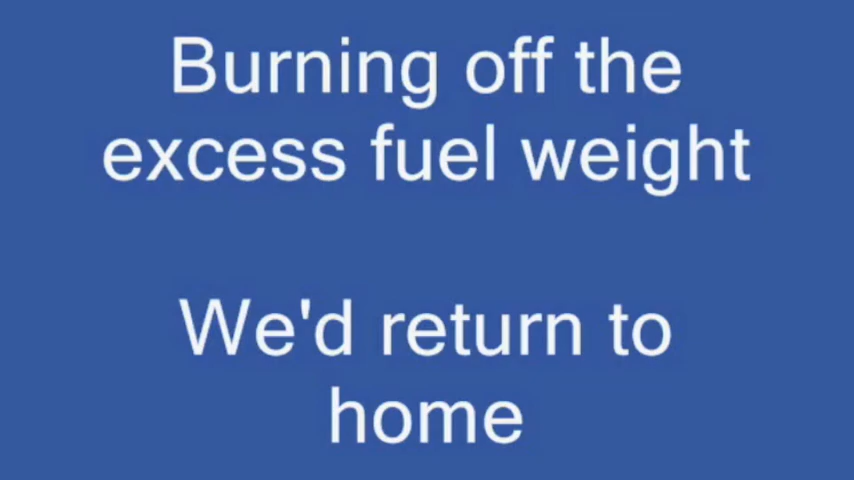 Burning off the
excess fuel weight
We'd return to
home